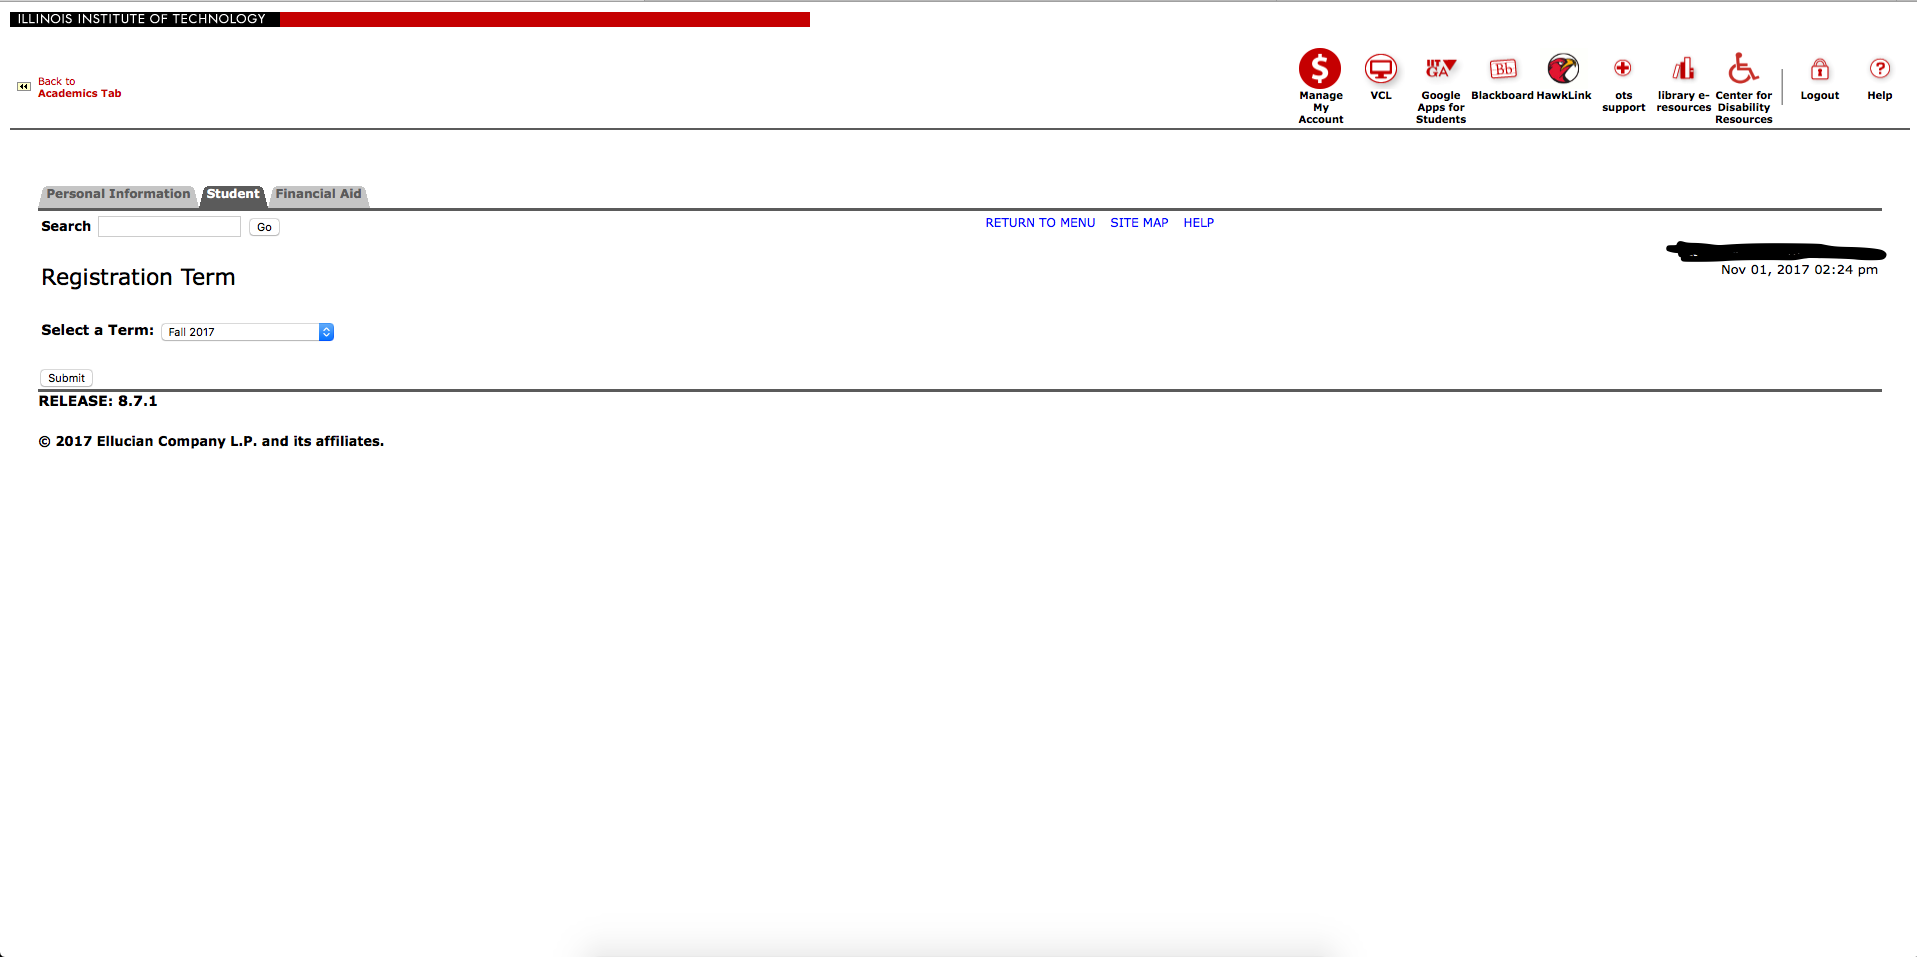 ILLINOIS INSTITUTE OF TECHNOLOGY
Back to
Academics Tab
Manage
My
Account
VCL
IIT
GA
Google
Apps for
Students
Bb
Blackboard
HawkLink
ots
support
library e-
resources
Center for
Disability
Resources
Logout
Help
Personal Information
Student
Financial Aid
Search
Go
RETURN TO MENU
SITE MAP
HELP
Registration Term
Nov 01, 2017 02:24 pm
Select a Term:
Fall 2017
Submit
RELEASE: 8.7.1
© 2017 Ellucian Company L.P. and its affiliates.